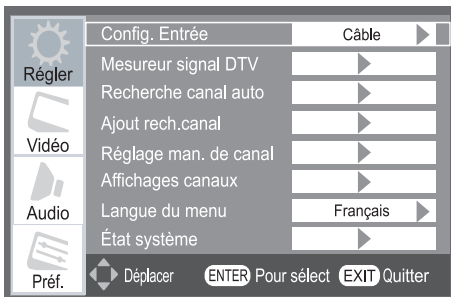 Régler
Vidéo
Audio
Préf.
Config. Entrée Câble
Mesureur signal DTV
Recherche canal auto
Ajout rech.canal
Réglage man. de canal
Affichages canaux
Langue du menu Français
État système
Déplacer ENTER Pour sélect EXIT Quitter